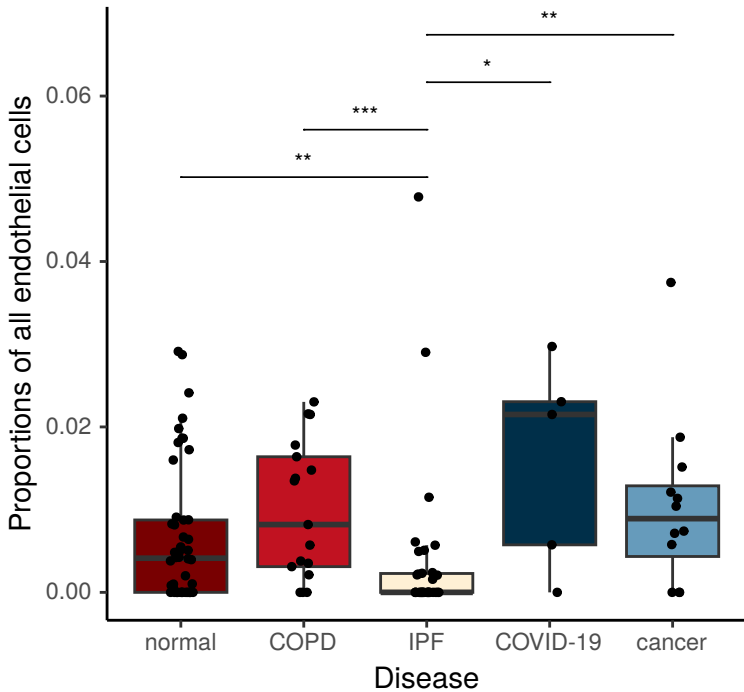 **
*
***
**
Proportions of all endothelial cells
0.06
0.04
0.02
0.00
normal COPD IPF COVID-19 cancer
Disease